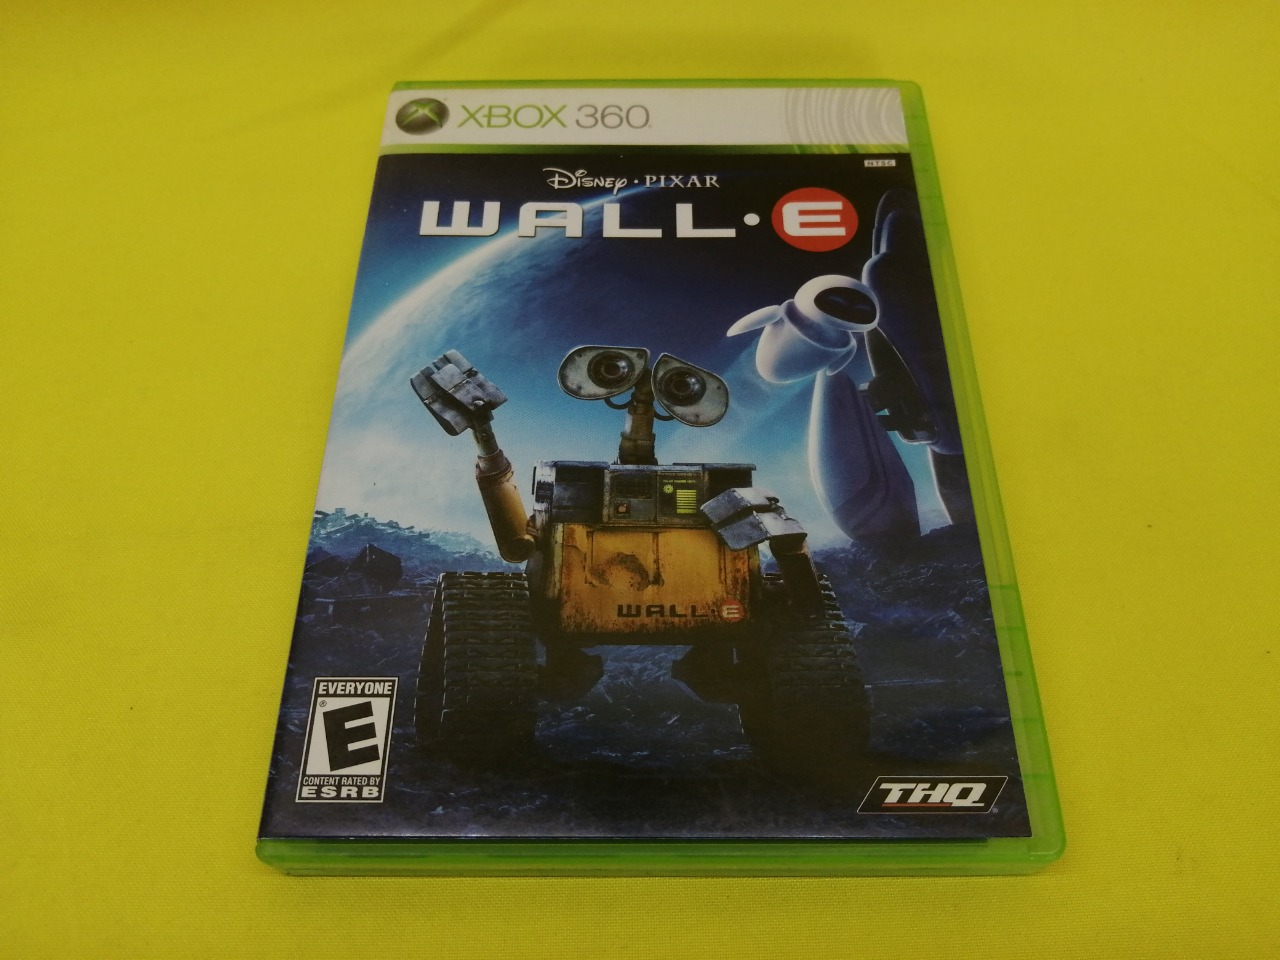 XBOX 360
NTSC
Disney · PIXAR
WALL·E
WALL·E
EVERYONE
E
CONTENT RATED BY
ESRB
THQ